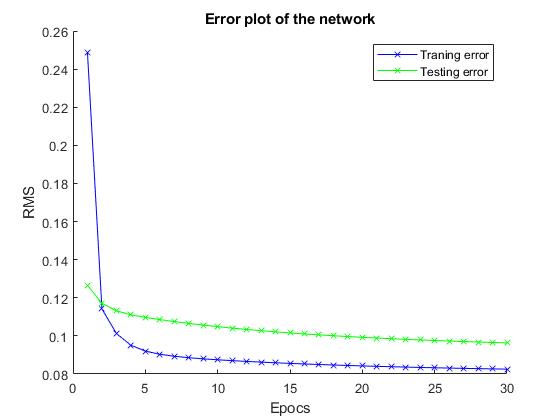 Error plot of the network
0.26
0.24
0.22
0.2
0.18
0.16
0.14
0.12
0.1
0.08
RMS
Traning error
Testing error
0 5 10 15 20 25 30
Epocs